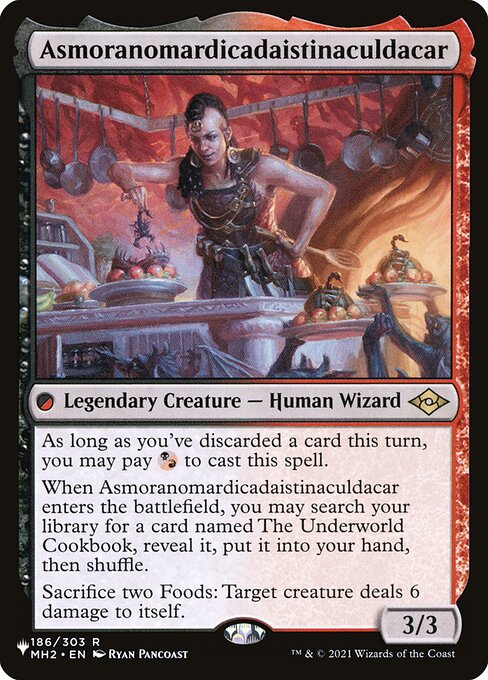 Asmoranomardicadaistinaculdacar
Legendary Creature — Human Wizard
As long as you've discarded a card this turn,
you may pay to cast this spell.
When Asmoranomardicadaistinaculdacar
enters the battlefield, you may search your
library for a card named The Underworld
Cookbook, reveal it, put it into your hand,
then shuffle.
Sacrifice two Foods: Target creature deals 6
damage to itself.
3/3
186/303 R
MH2 • EN Ryan Pancoast
™ & © 2021 Wizards of the Coast